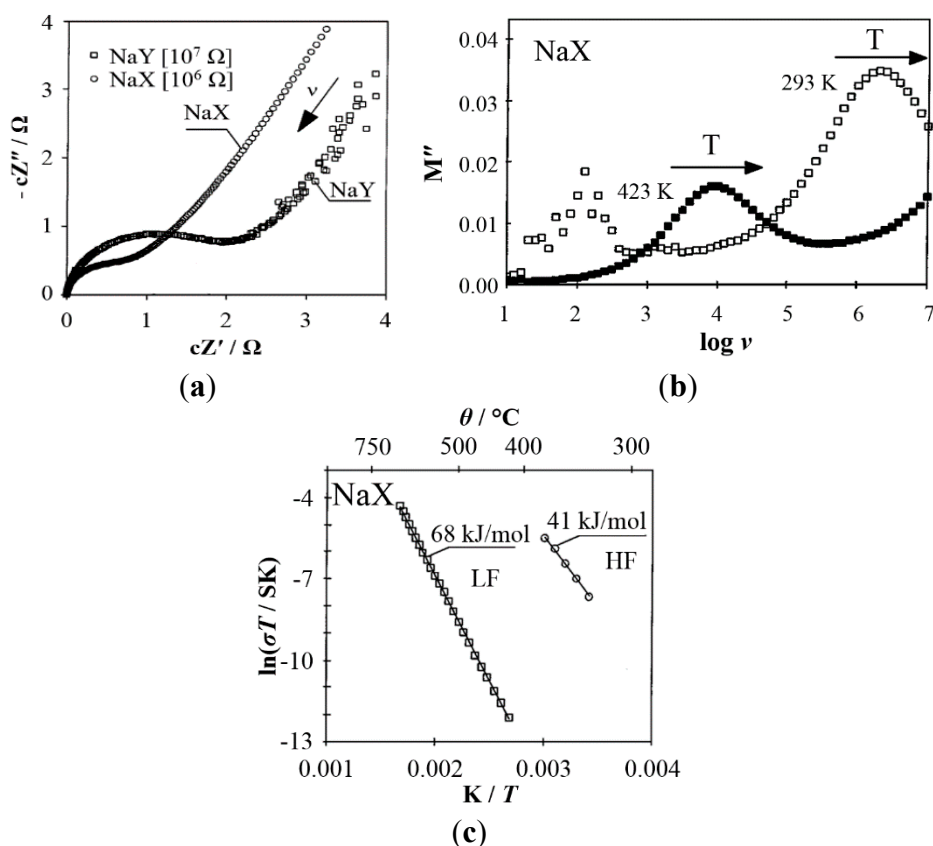 4
3
2
1
0
0 1 2 3 4
- cZ″ / Ω
cZ′ / Ω
NaY [10⁷ Ω]
NaX [10⁶ Ω]
NaX
ν
NaY
(a)
NaX
0.04
0.03
0.02
0.01
0.00
1 2 3 4 5 6 7
M″
log ν
T
293 K
T
423 K
(b)
θ / °C
750 500 400 300
NaX
-4
-7
-10
-13
ln(σT / SK)
68 kJ/mol
LF
41 kJ/mol
HF
0.001 0.002 0.003 0.004
K / T
(c)